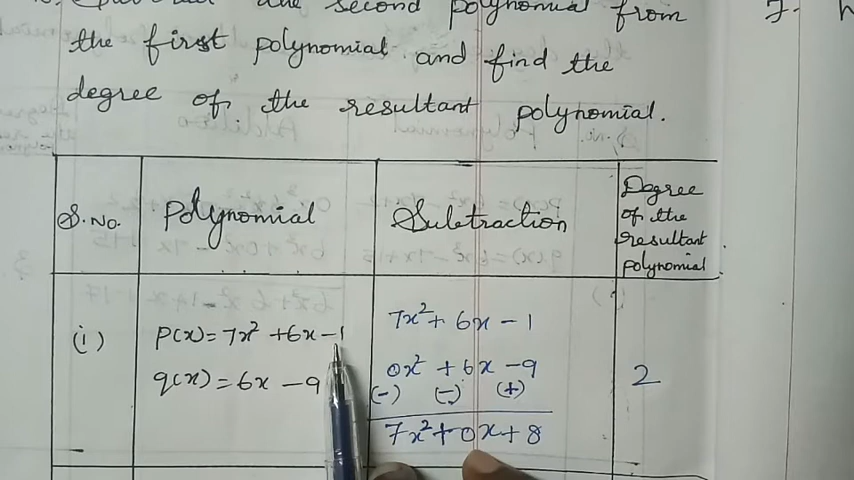 the second polynomial from
the first polynomial and find the
degree of the resultant polynomial.
7.
S.No.
Polynomial
Subtraction
Degree
of the
resultant
polynomial
(i)
p(x) = 7x² + 6x - 1
q(x) = 6x - 9
7x² + 6x - 1
0x² + 6x - 9
(-) (-) (+)
7x² + 0x + 8
2